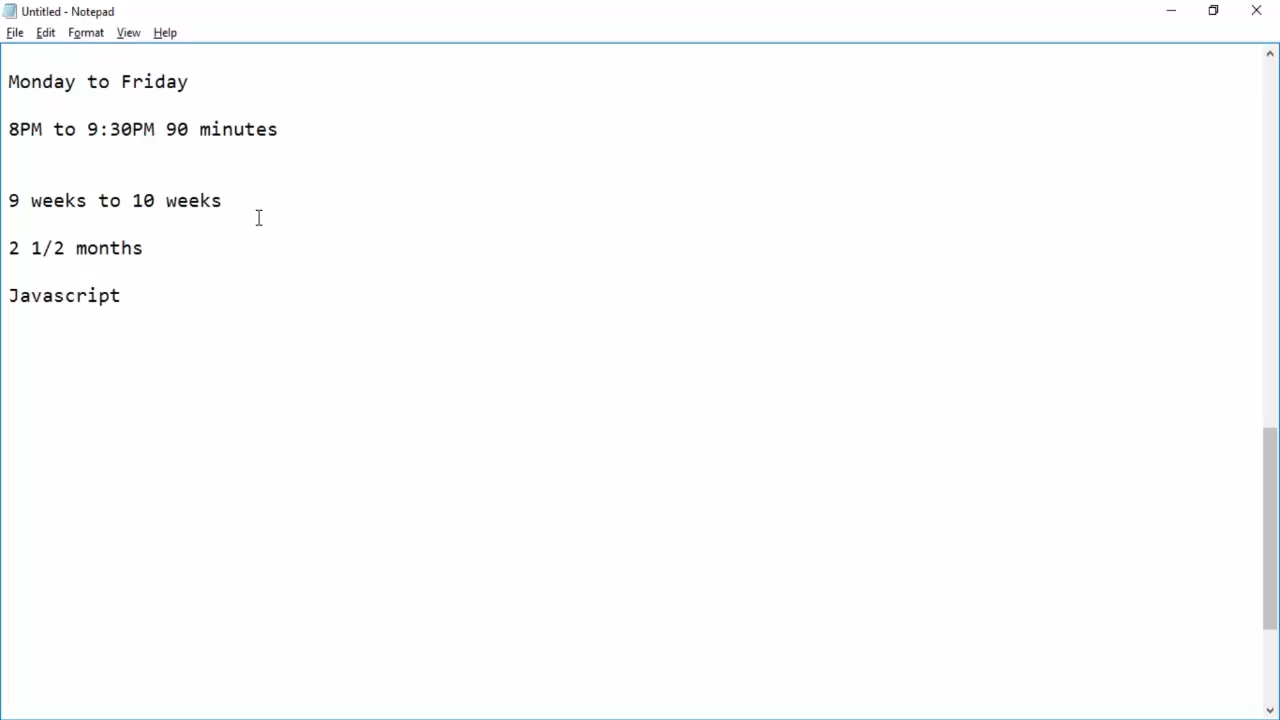 Untitled - Notepad
File Edit Format View Help
Monday to Friday
8PM to 9:30PM 90 minutes
9 weeks to 10 weeks
2 1/2 months
Javascript